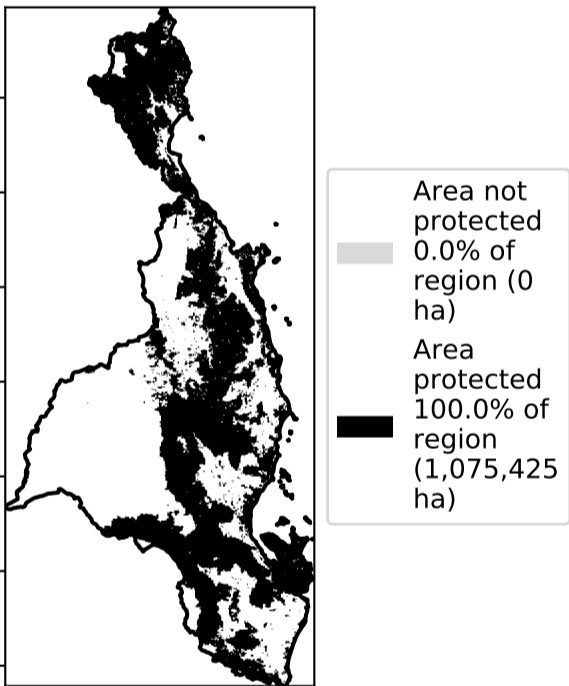 Area not
protected
0.0% of
region (0
ha)
Area
protected
100.0% of
region
(1,075,425
ha)